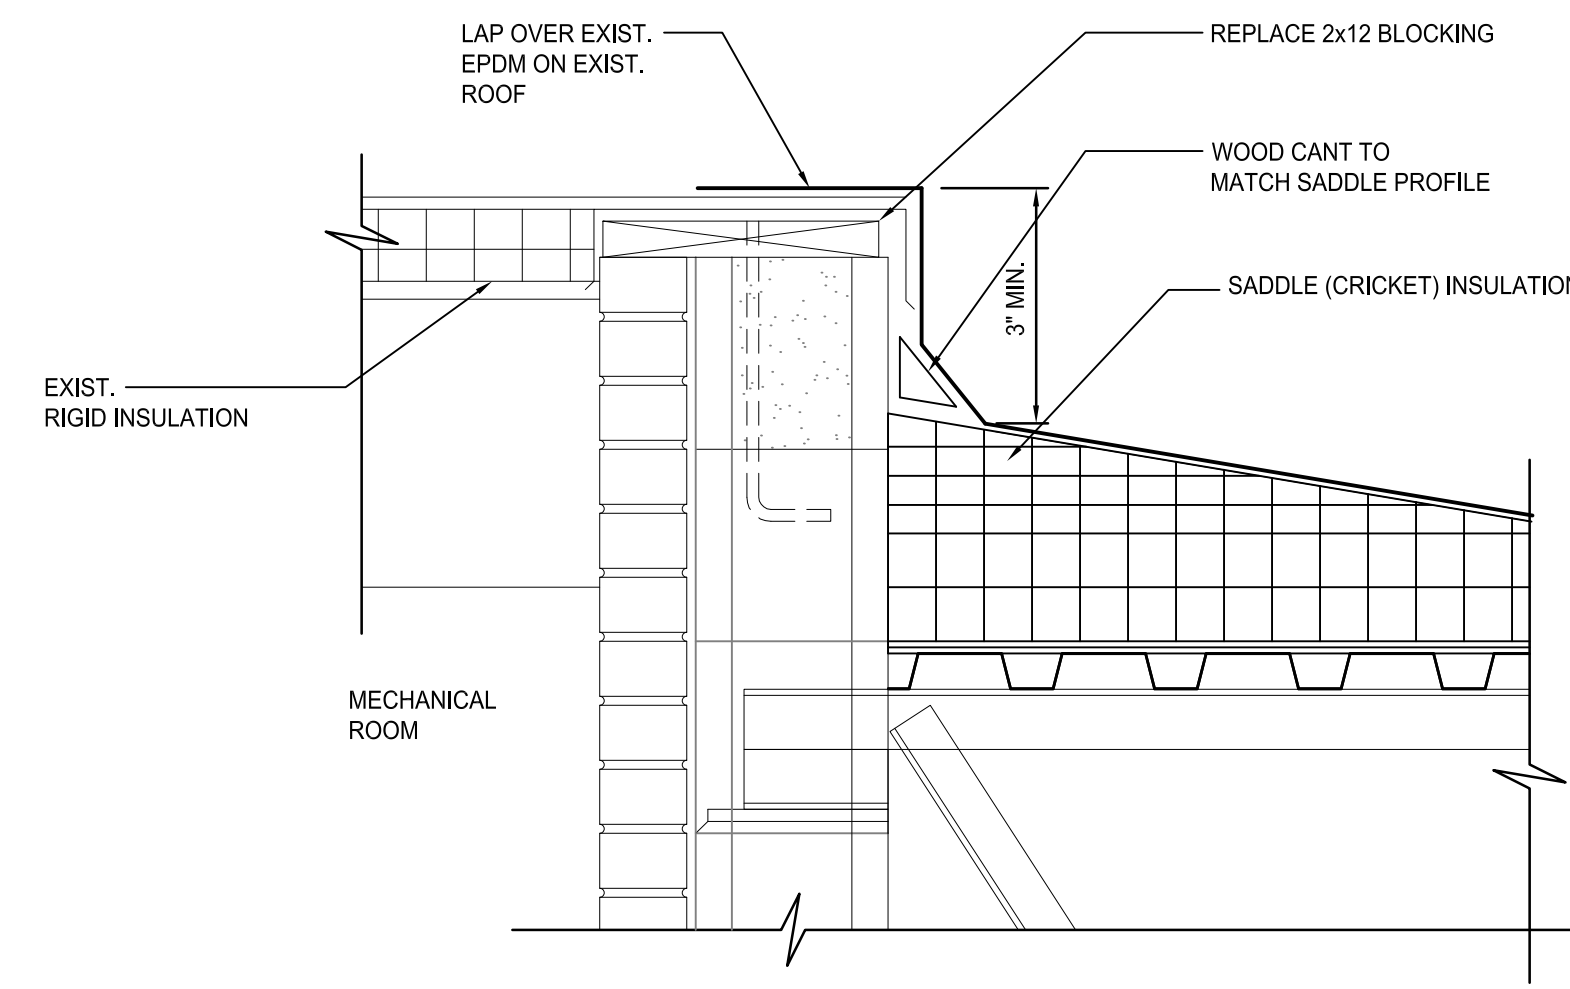 LAP OVER EXIST.
EPDM ON EXIST.
ROOF
REPLACE 2x12 BLOCKING
WOOD CANT TO
MATCH SADDLE PROFILE
3" MIN.
SADDLE (CRICKET) INSULATION
EXIST.
RIGID INSULATION
MECHANICAL
ROOM